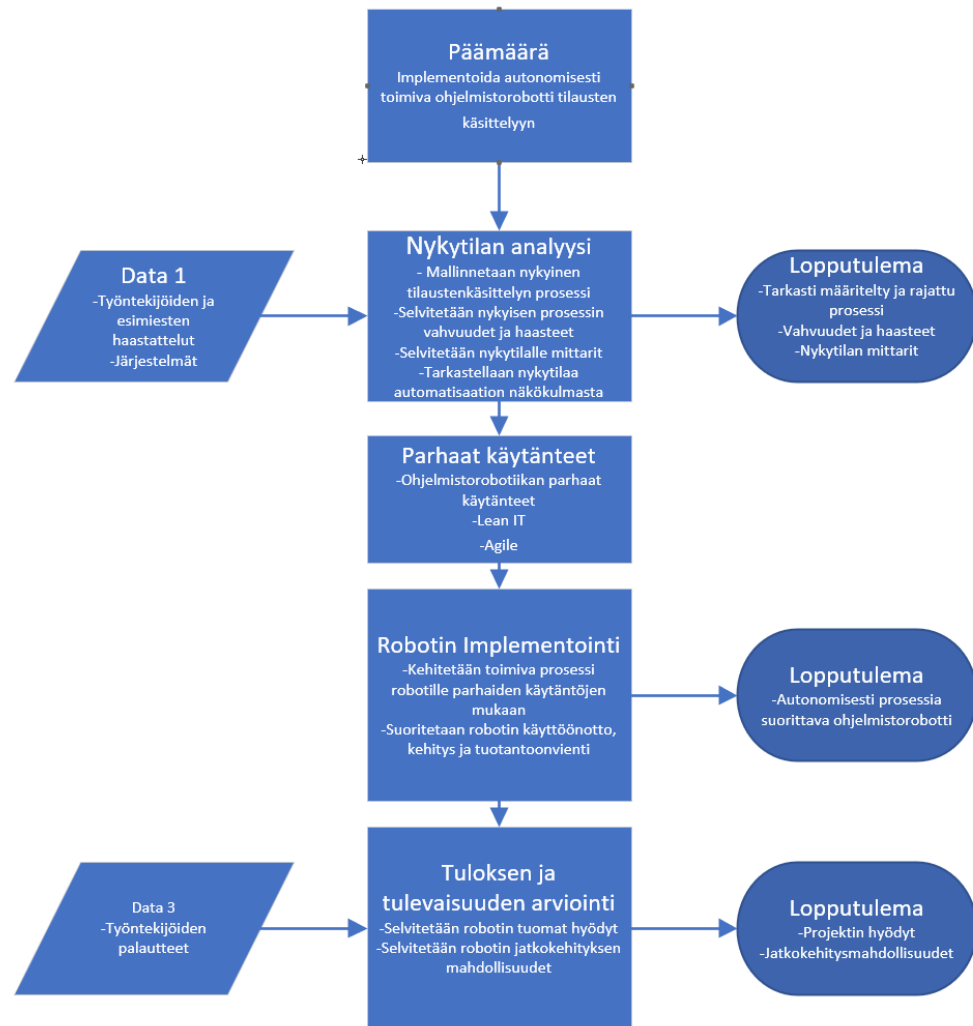 Päämäärä
Implementoida autonomisesti
toimiva ohjelmistorobotti tilausten
käsittelyyn
Data 1
-Työntekijöiden ja
esimiesten
haastattelut
-Järjestelmät
Nykytilan analyysi
- Mallinnetaan nykyinen
tilaustenkäsittelyn prosessi
-Selvitetään nykyisen prosessin
vahvuudet ja haasteet
-Selvitetään nykytilalle mittarit
-Tarkastellaan nykytilaa
automatisaation näkökulmasta
Lopputulema
-Tarkasti määritelty ja rajattu
prosessi
-Vahvuudet ja haasteet
-Nykytilan mittarit
Parhaat käytänteet
-Ohjelmistorobotiikan parhaat
käytänteet
-Lean IT
-Agile
Robotin Implementointi
-Kehitetään toimiva prosessi
robotille parhaiden käytäntöjen
mukaan
-Suoritetaan robotin käyttöönotto,
kehitys ja tuotantoonvienti
Lopputulema
-Autonomisesti prosessia
suorittava ohjelmistorobotti
Data 3
-Työntekijöiden
palautteet
Tuloksen ja
tulevaisuuden arviointi
-Selvitetään robotin tuomat hyödyt
-Selvitetään robotin jatkokehityksen
mahdollisuudet
Lopputulema
-Projektin hyödyt
-Jatkokehitysmahdollisuudet